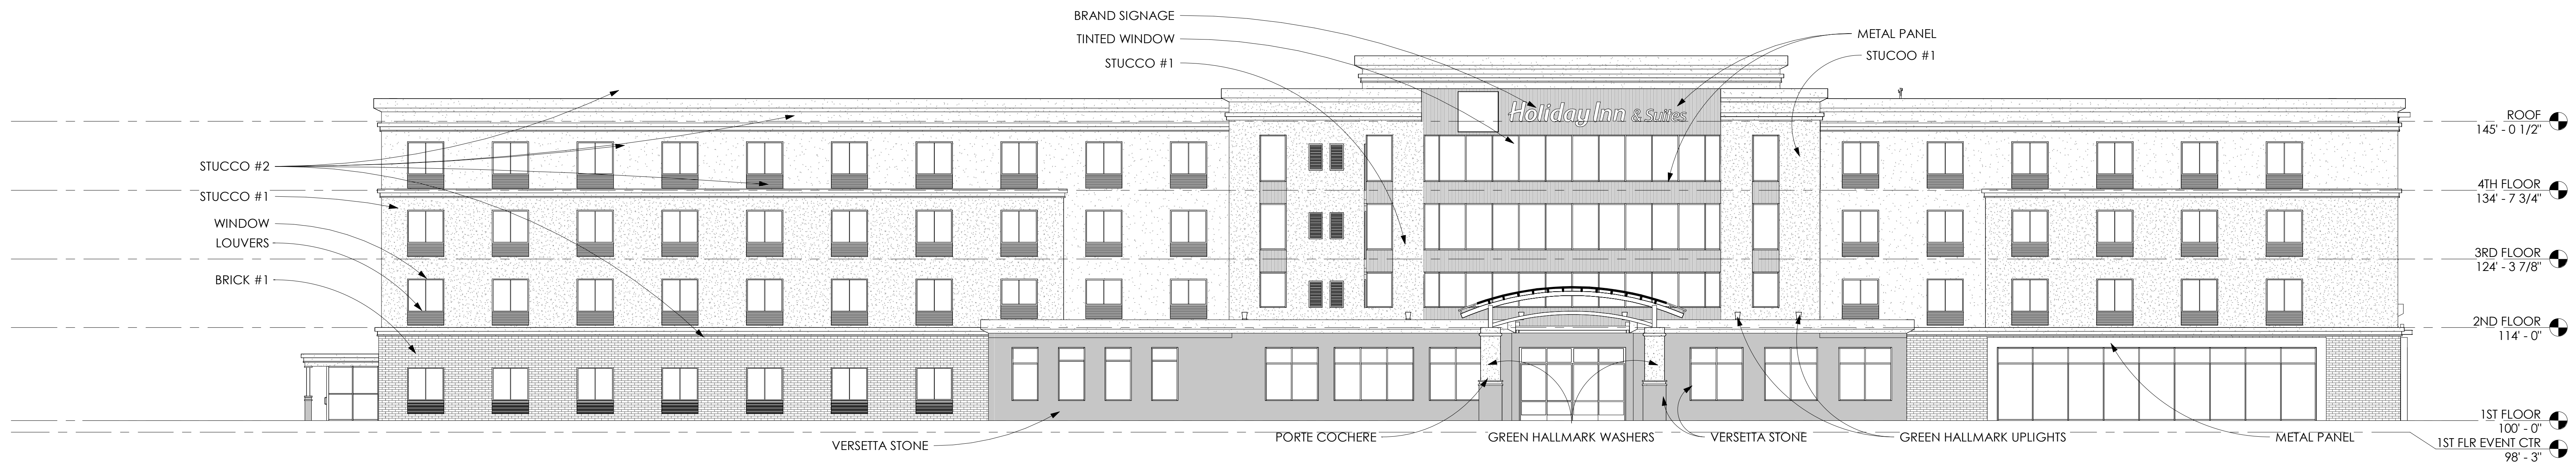 BRAND SIGNAGE
TINTED WINDOW
STUCCO #1
METAL PANEL
STUCOO #1
Holiday Inn & Suites
STUCCO #2
STUCCO #1
WINDOW
LOUVERS
BRICK #1
ROOF
145' - 0 1/2"
4TH FLOOR
134' - 7 3/4"
3RD FLOOR
124' - 3 7/8"
2ND FLOOR
114' - 0"
1ST FLOOR
100' - 0"
1ST FLR EVENT CTR
98' - 3"
VERSETTA STONE
PORTE COCHERE
GREEN HALLMARK WASHERS
VERSETTA STONE
GREEN HALLMARK UPLIGHTS
METAL PANEL